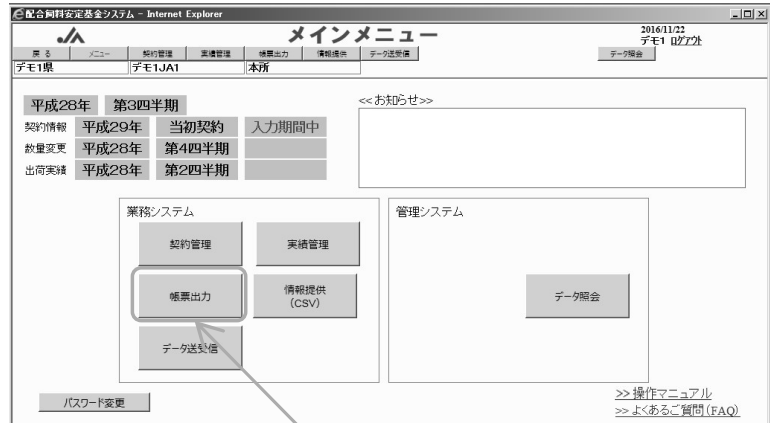 配合飼料安定基金システム - Internet Explorer
JA
メインメニュー
2016/11/22
デモ1 ログアウト
戻る メニュー 契約管理 実績管理 帳票出力 情報提供 データ送受信 データ照会
デモ1県 デモ1JA1 本所
平成28年 第3四半期
<<お知らせ>>
契約情報 平成29年 当初契約 入力期間中
数量変更 平成28年 第4四半期
出荷実績 平成28年 第2四半期
業務システム
管理システム
契約管理 実績管理
帳票出力 情報提供
(CSV)
データ照会
データ送受信
パスワード変更
>> 操作マニュアル
>> よくあるご質問(FAQ)